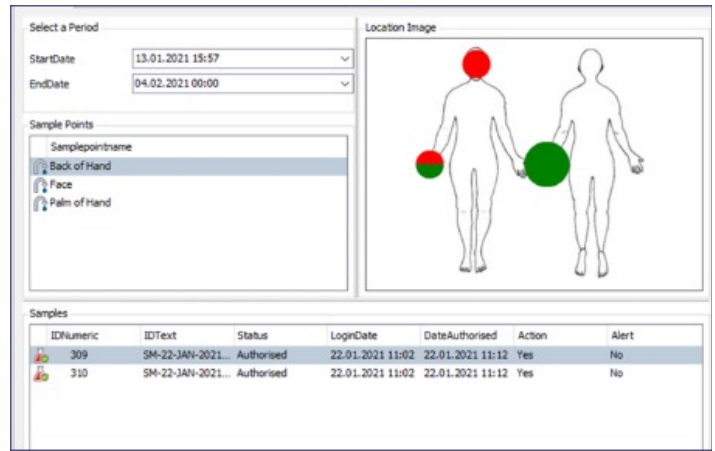 Select a Period
StartDate 13.01.2021 15:57
EndDate 04.02.2021 00:00
Location Image
Sample Points
Samplepointname
Back of Hand
Face
Palm of Hand
Samples
IDNumeric IDText Status LoginDate DateAuthorised Action Alert
309 SM-22-JAN-2021... Authorised 22.01.2021 11:02 22.01.2021 11:12 Yes No
310 SM-22-JAN-2021... Authorised 22.01.2021 11:02 22.01.2021 11:12 Yes No